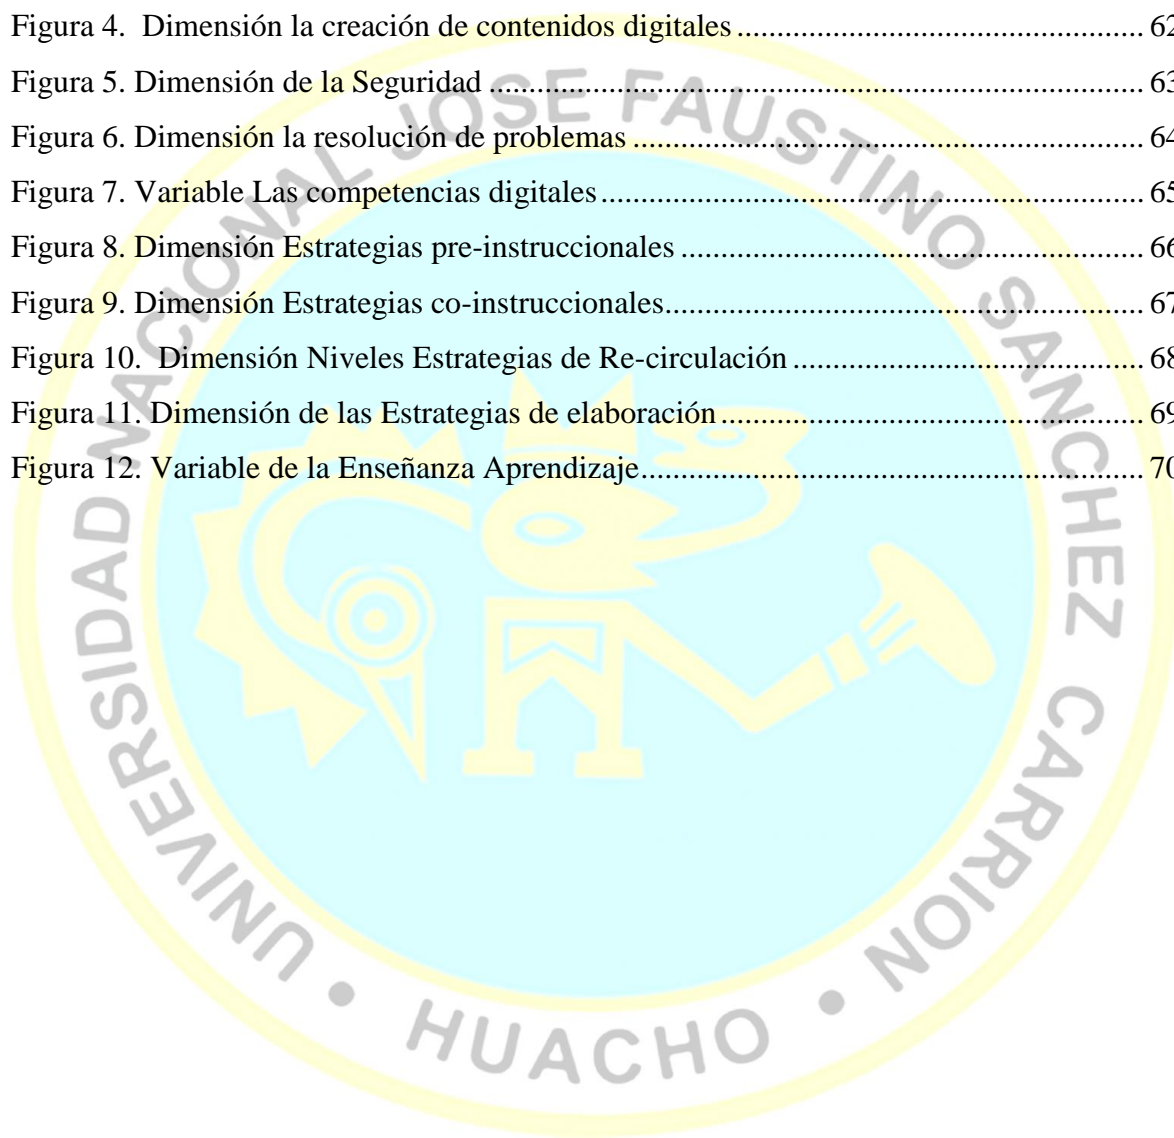 Figura 4.  Dimensión la creación de contenidos digitales ........ 62
Figura 5. Dimensión de la Seguridad ........ 63
Figura 6. Dimensión la resolución de problemas ........ 64
Figura 7. Variable Las competencias digitales ........ 65
Figura 8. Dimensión Estrategias pre-instruccionales ........ 66
Figura 9. Dimensión Estrategias co-instruccionales ........ 67
Figura 10.  Dimensión Niveles Estrategias de Re-circulación ........ 68
Figura 11. Dimensión de las Estrategias de elaboración ........ 69
Figura 12. Variable de la Enseñanza Aprendizaje ........ 70
UNIVERSIDAD NACIONAL JOSE FAUSTINO SANCHEZ CARRION • HUACHO •